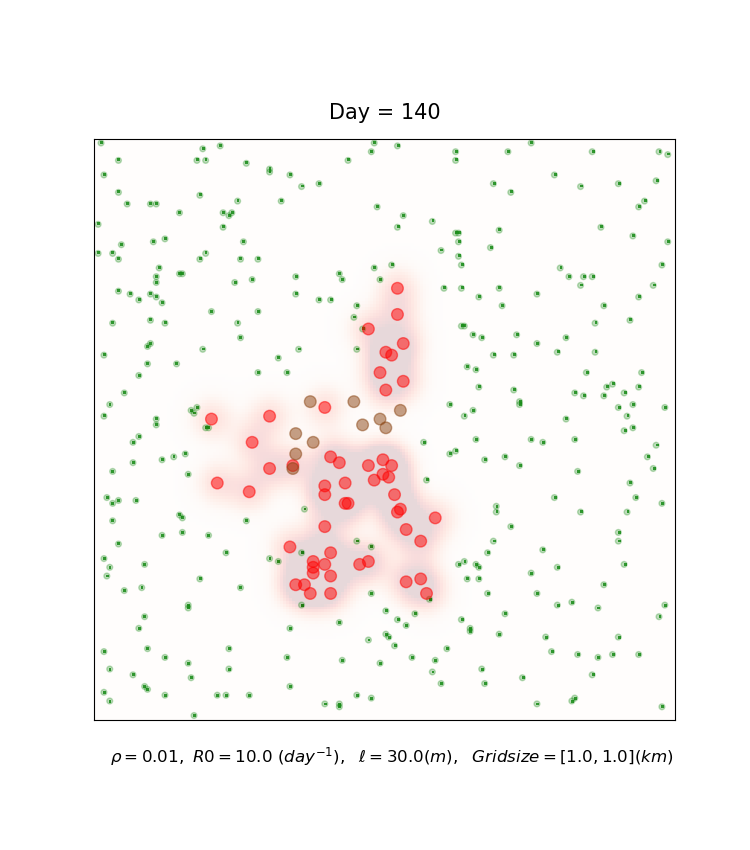 Day = 140
ρ = 0.01, R0 = 10.0 (day⁻¹), ℓ = 30.0(m), Gridsize = [1.0, 1.0](km)